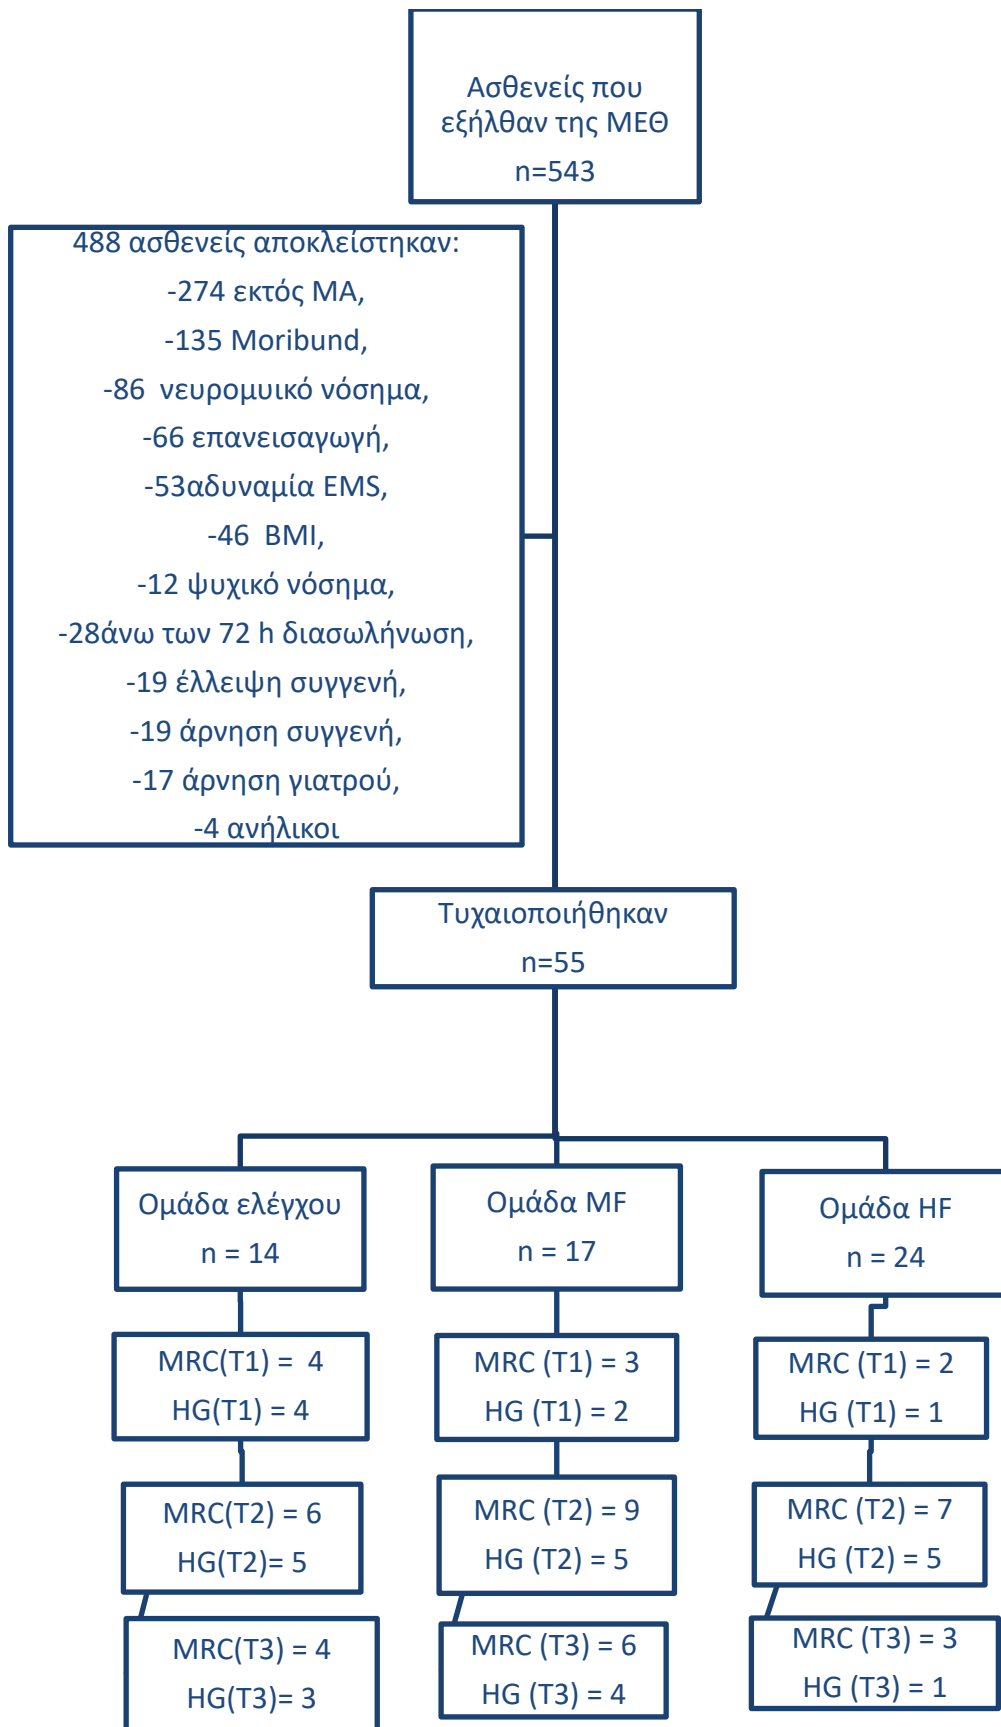 Ασθενείς που
εξήλθαν της ΜΕΘ
n=543
488 ασθενείς αποκλείστηκαν:
-274 εκτός ΜΑ,
-135 Moribund,
-86 νευρομυικό νόσημα,
-66 επανεισαγωγή,
-53αδυναμία EMS,
-46 BMI,
-12 ψυχικό νόσημα,
-28άνω των 72 h διασωλήνωση,
-19 έλλειψη συγγενή,
-19 άρνηση συγγενή,
-17 άρνηση γιατρού,
-4 ανήλικοι
Τυχαιοποιήθηκαν
n=55
Ομάδα ελέγχου
n = 14
Ομάδα MF
n = 17
Ομάδα HF
n = 24
MRC(T1) = 4
HG(T1) = 4
MRC (T1) = 3
HG (T1) = 2
MRC (T1) = 2
HG (T1) = 1
MRC(T2) = 6
HG(T2)= 5
MRC (T2) = 9
HG (T2) = 5
MRC (T2) = 7
HG (T2) = 5
MRC(T3) = 4
HG(T3)= 3
MRC (T3) = 6
HG (T3) = 4
MRC (T3) = 3
HG (T3) = 1